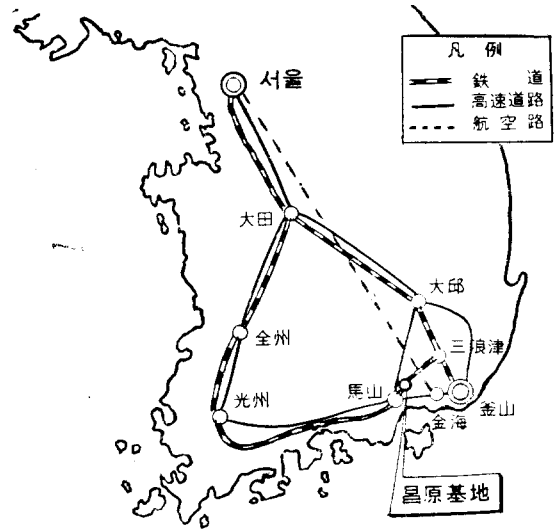 凡例
鉄道
高速道路
航空路
서울
大田
大邱
全州
三浪津
馬山
光州
金海
釜山
昌原基地